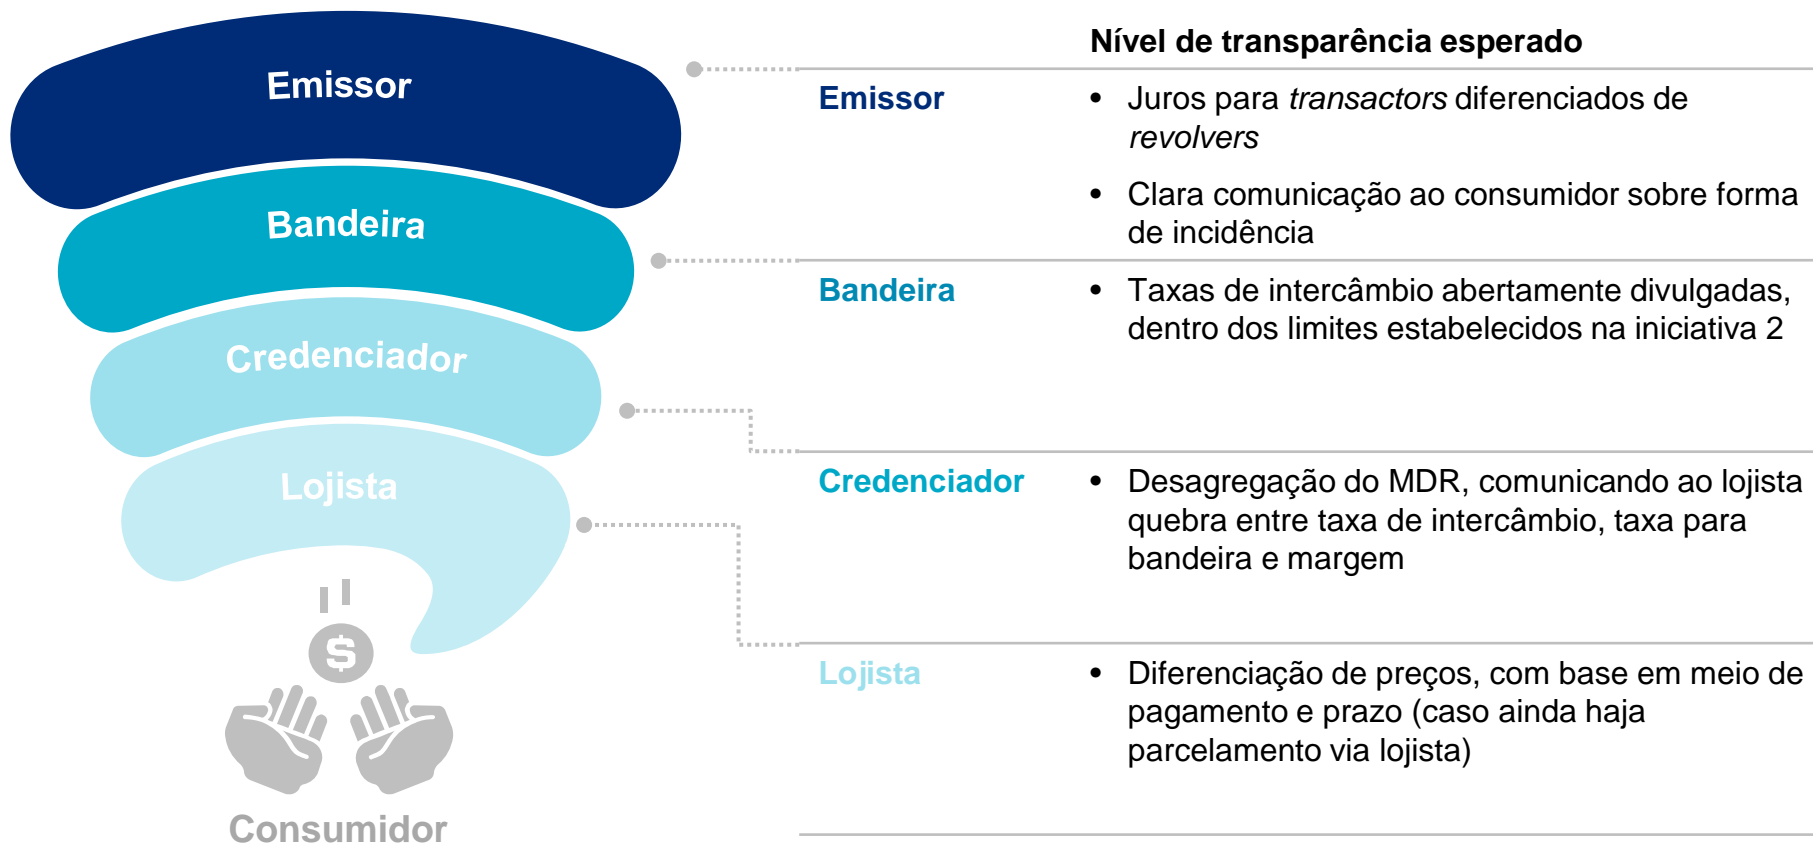 Emissor
Bandeira
Credenciador
Lojista
$
Consumidor
Nível de transparência esperado
Emissor
• Juros para transactors diferenciados de
revolvers
• Clara comunicação ao consumidor sobre forma
de incidência
Bandeira
• Taxas de intercâmbio abertamente divulgadas,
dentro dos limites estabelecidos na iniciativa 2
Credenciador
• Desagregação do MDR, comunicando ao lojista
quebra entre taxa de intercâmbio, taxa para
bandeira e margem
Lojista
• Diferenciação de preços, com base em meio de
pagamento e prazo (caso ainda haja
parcelamento via lojista)